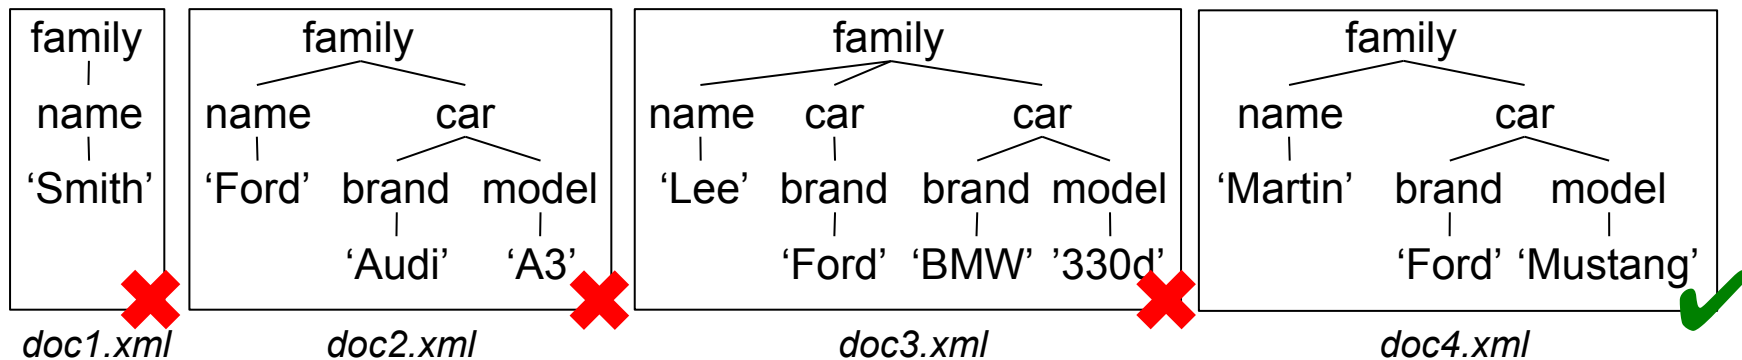 family family family family
name name car name car car name car
‘Smith’ ‘Ford’ brand model ‘Lee’ brand brand model ‘Martin’ brand model
‘Audi’ ‘A3’ ‘Ford’ ‘BMW’ ’330d’ ‘Ford’ ‘Mustang’
doc1.xml doc2.xml doc3.xml doc4.xml